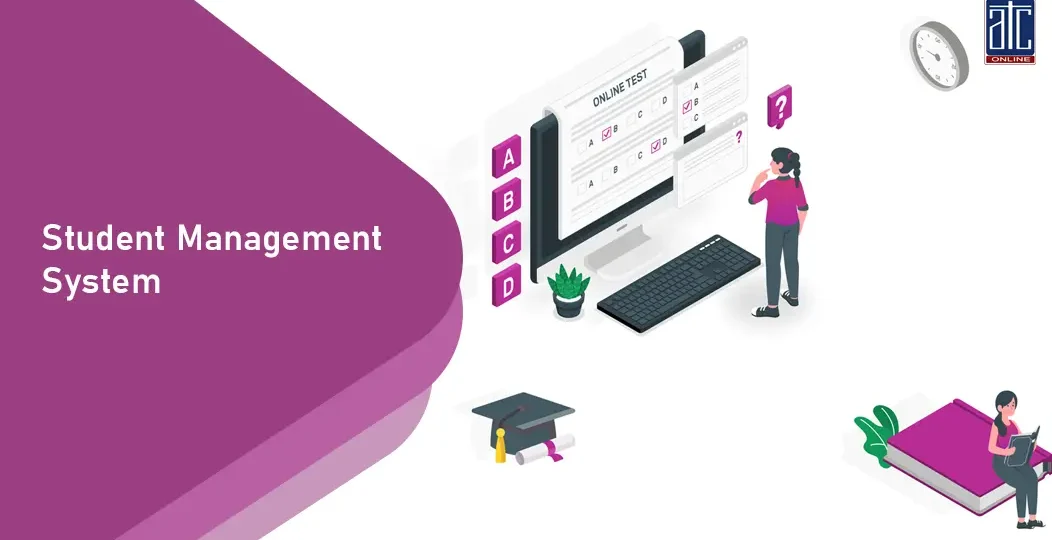 Student Management
System
ONLINE TEST
A B C D
A B C D
A
B
C
?
?
A
B
C
D
atc
ONLINE